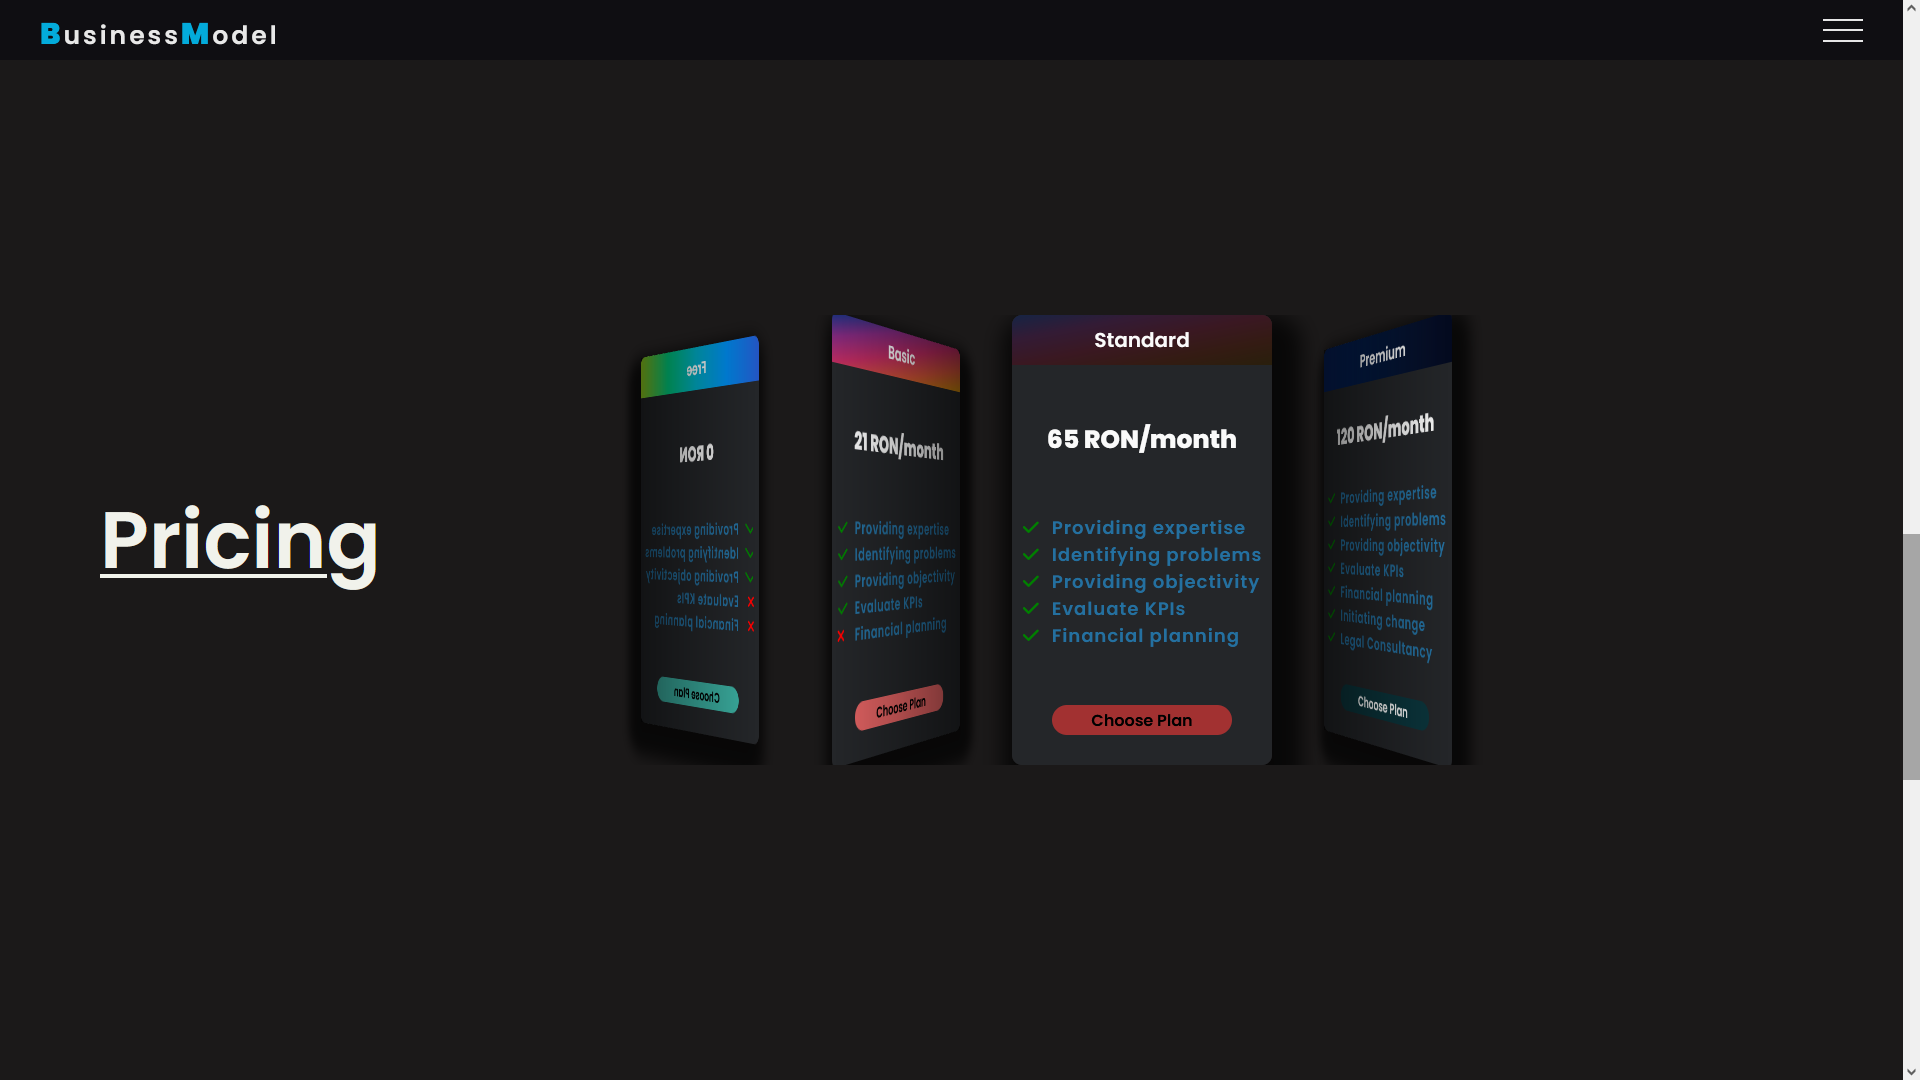 BusinessModel
Pricing
Free
0 RON
Providing expertise
Identifying problems
Providing objectivity
Evaluate KPIs
Financial planning
Choose Plan
Basic
21 RON/month
Providing expertise
Identifying problems
Providing objectivity
Evaluate KPIs
Financial planning
Choose Plan
Standard
65 RON/month
Providing expertise
Identifying problems
Providing objectivity
Evaluate KPIs
Financial planning
Choose Plan
Premium
120 RON/month
Providing expertise
Identifying problems
Providing objectivity
Evaluate KPIs
Financial planning
Initiating change
Legal Consultancy
Choose Plan